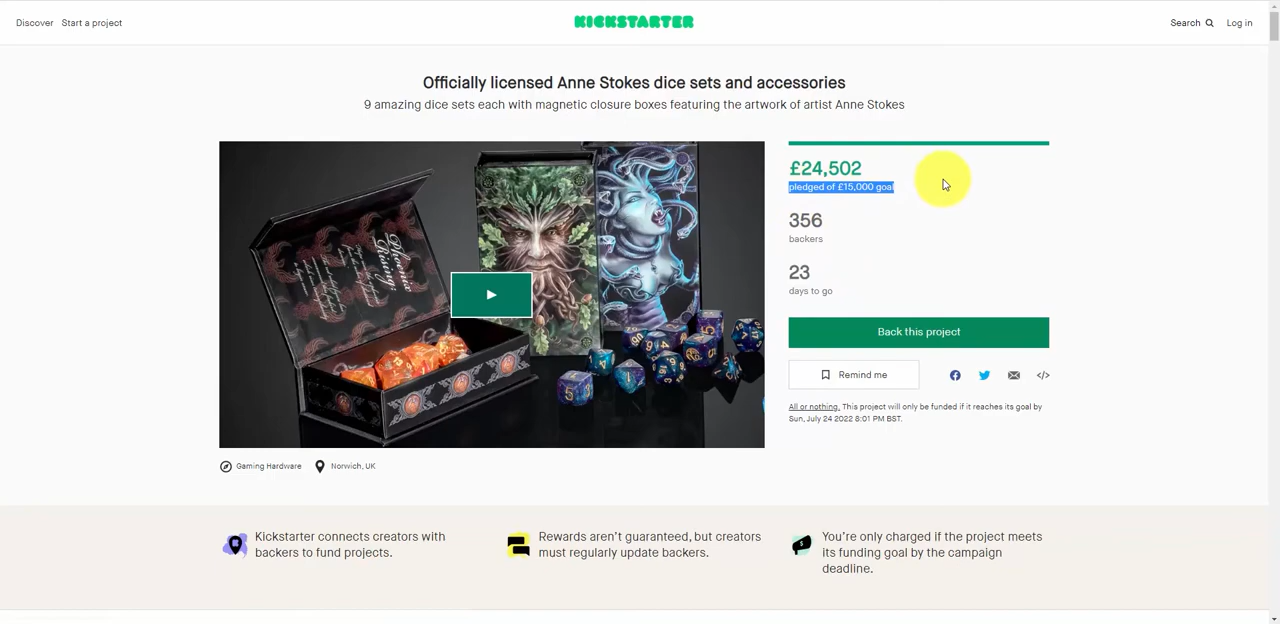 Discover Start a project KICKSTARTER Search Log in
Officially licensed Anne Stokes dice sets and accessories
9 amazing dice sets each with magnetic closure boxes featuring the artwork of artist Anne Stokes
Phoenix
Rising
£24,502
pledged of £15,000 goal
356
backers
23
days to go
Back this project
Remind me
All or nothing. This project will only be funded if it reaches its goal by
Sun, July 24 2022 8:01 PM BST.
Gaming Hardware Norwich, UK
Kickstarter connects creators with
backers to fund projects.
Rewards aren't guaranteed, but creators
must regularly update backers.
You're only charged if the project meets
its funding goal by the campaign
deadline.